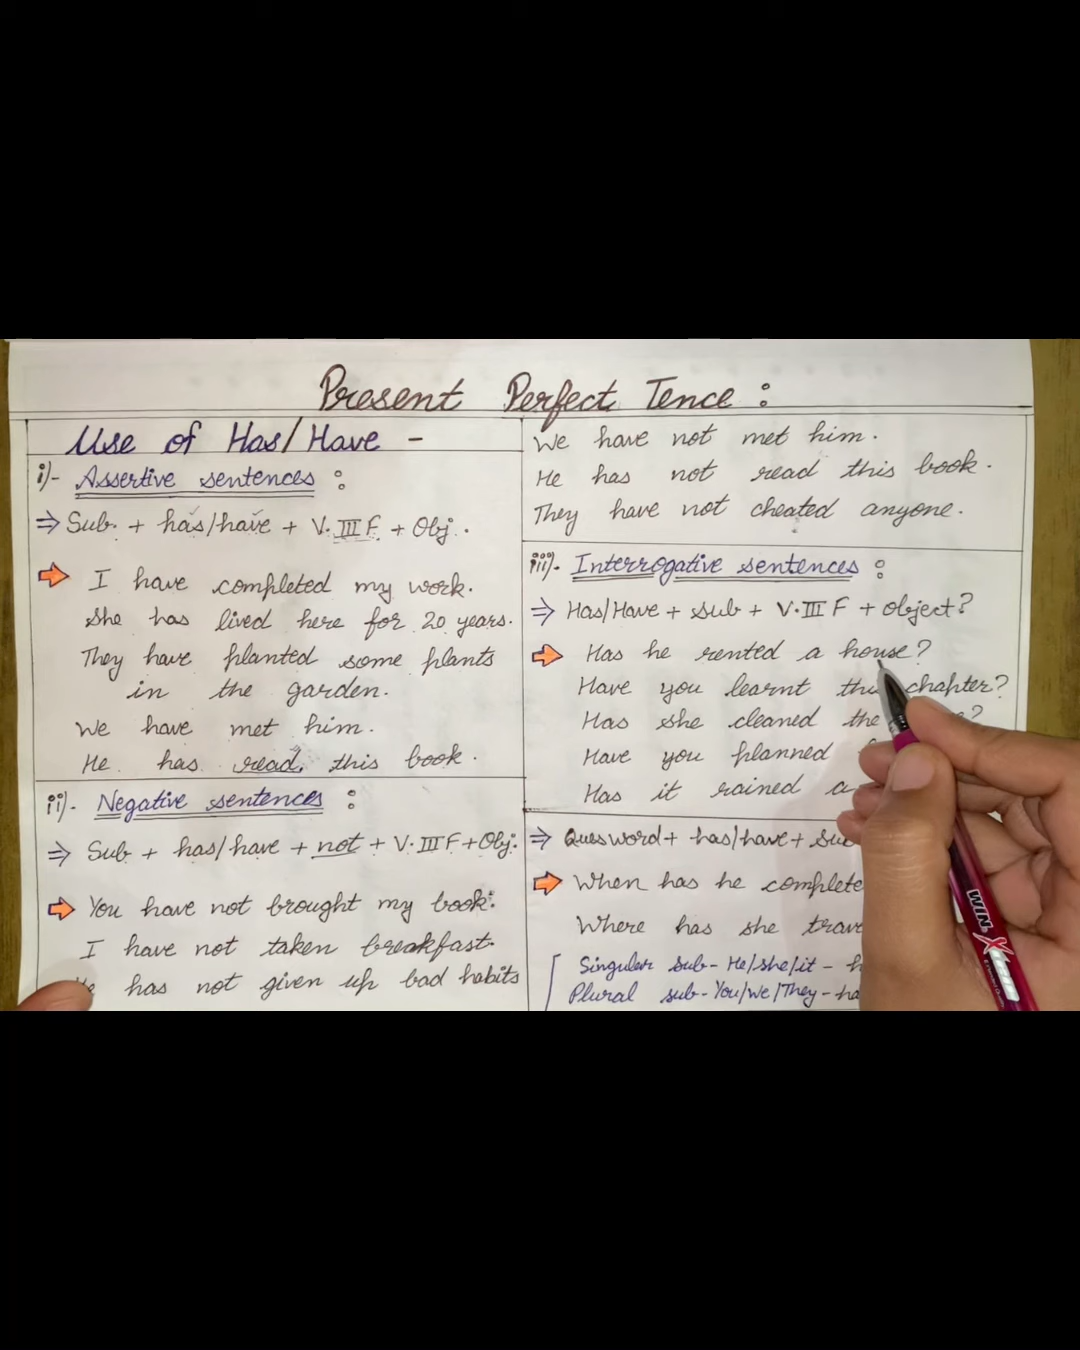 Present Perfect Tence :
Use of Has/Have -
i)- Assertive sentences :
⇒ Sub. + has/have + V.III F. + Obj.
I have completed my work.
She has lived here for 20 years.
They have planted some plants
in the garden.
We have met him.
He has read this book.
ii)- Negative sentences :
⇒ Sub + has/have + not + V.III F + Obj.
You have not brought my book.
I have not taken breakfast.
has not given up bad habits
We have not met him.
He has not read this book.
They have not cheated anyone.
iii)- Interrogative sentences :
⇒ Has/Have + sub + V.III F + object?
Has he rented a house?
Have you learnt this chapter?
Has she cleaned the
Have you planned
Has it rained a
⇒ Ques word + has/have + sub
When has he complete
Where has she trave
Singular sub - He/she/it - h
Plural sub - You/We/They - ha
WIN